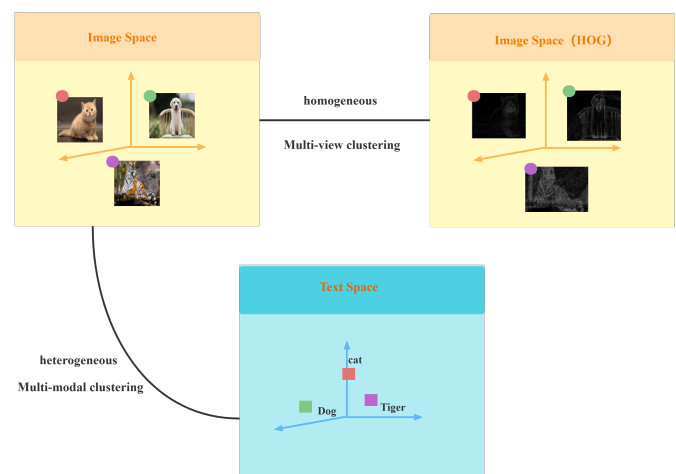 Image Space
Image Space（HOG）
homogeneous
Multi-view clustering
Text Space
heterogeneous
Multi-modal clustering
cat
Dog
Tiger